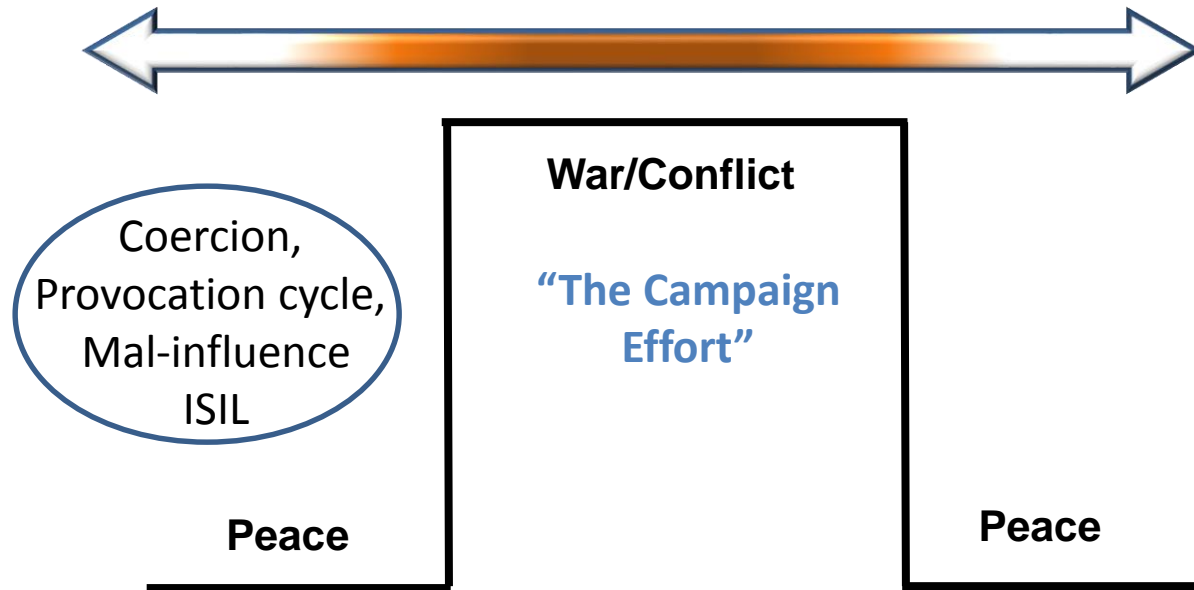 War/Conflict
Coercion,
Provocation cycle,
Mal-influence
ISIL
“The Campaign
Effort”
Peace
Peace